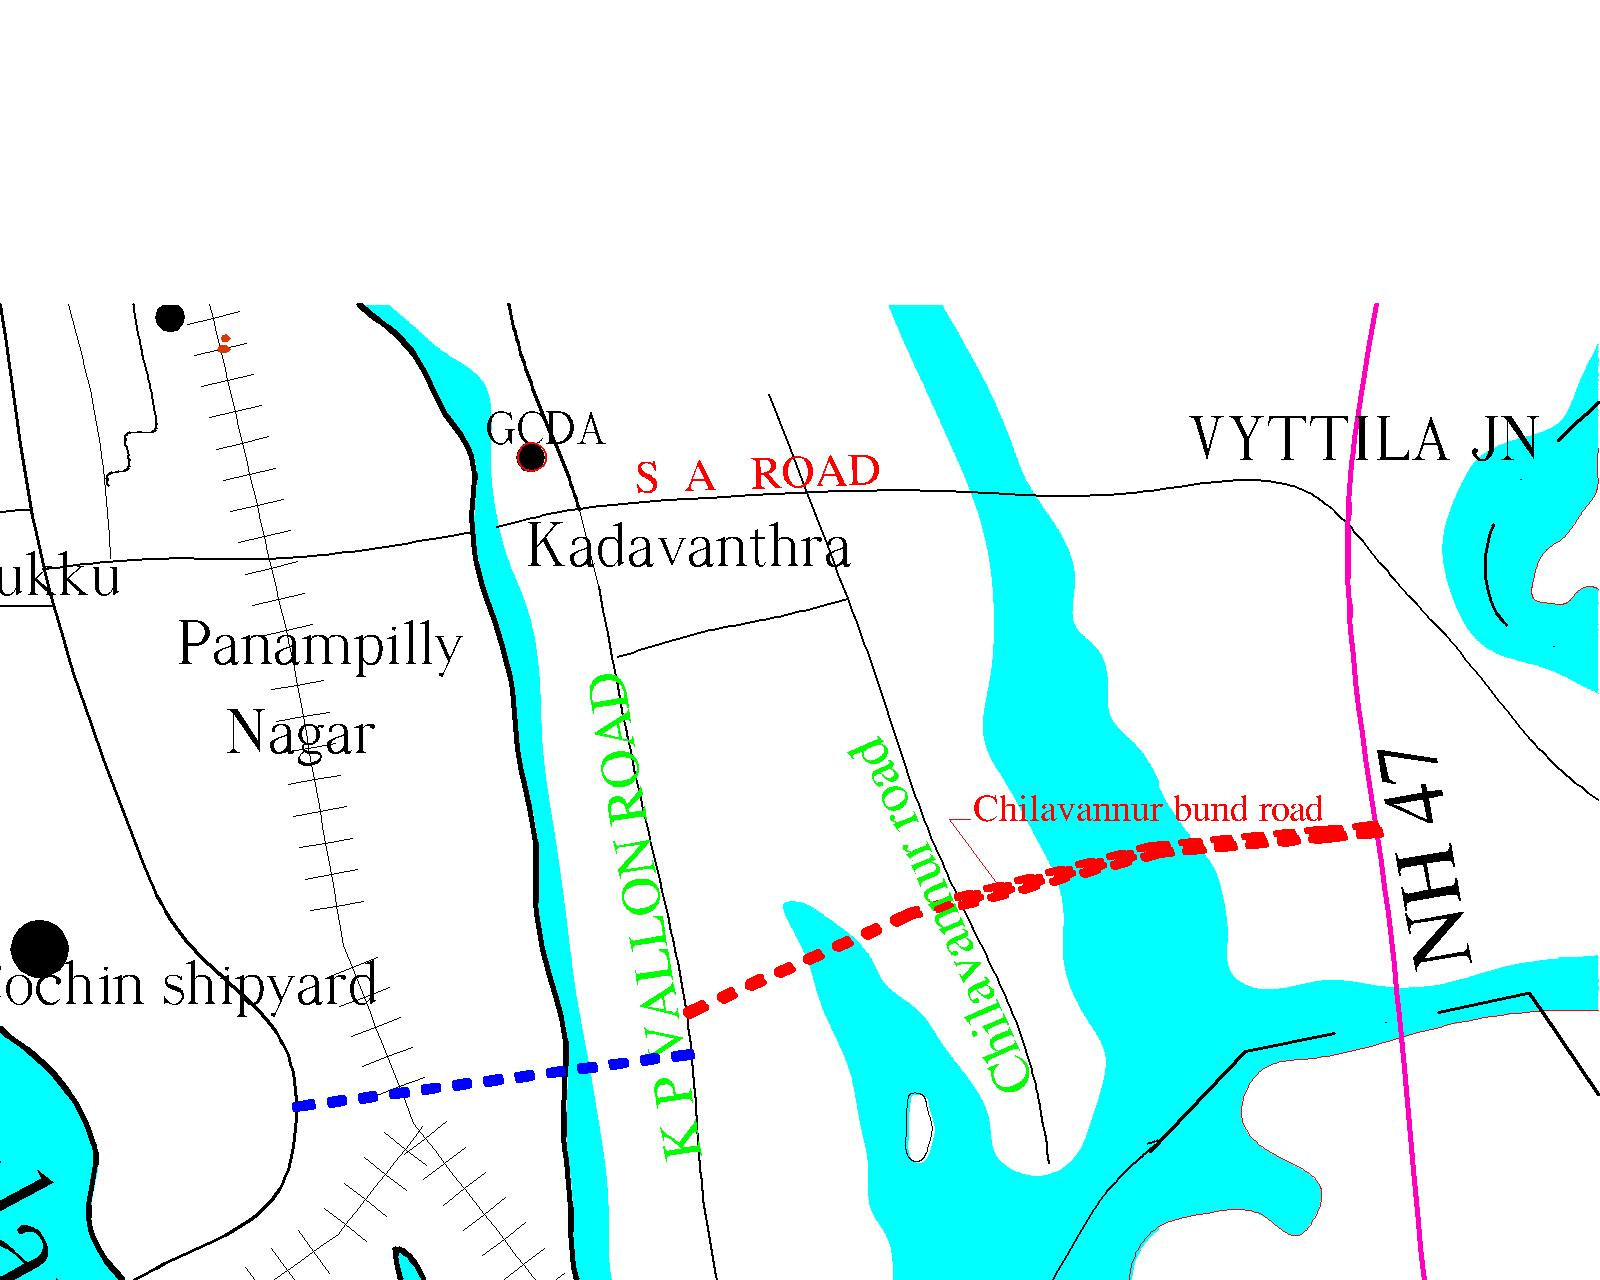 GCDA
VYTTILA JN
S A ROAD
Kadavanthra
ukku
Panampilly
Nagar
K P VALLON ROAD
Chilavannur road
Chilavannur bund road
NH 47
Cochin shipyard
la